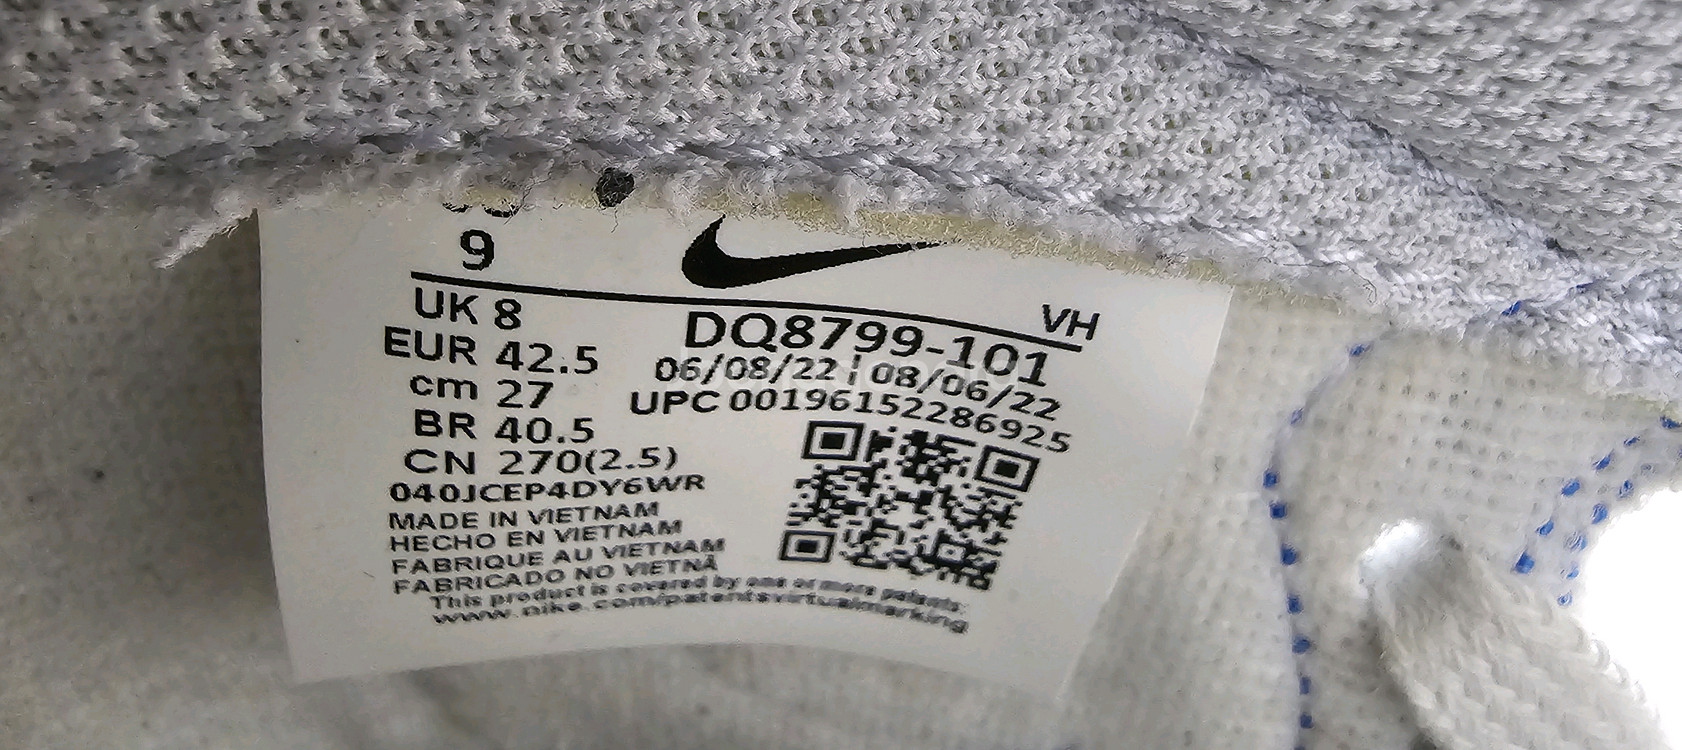 9
VH
UK 8
DQ8799-101
EUR 42.5
06/08/22 | 08/06/22
cm 27
UPC 00196152286925
BR 40.5
CN 270(2.5)
040JCEP4DY6WR
MADE IN VIETNAM
HECHO EN VIETNAM
FABRIQUE AU VIETNAM
FABRICADO NO VIETNÃ
This product is covered by one or more patents:
www.nike.com/patentsvirtualmarking